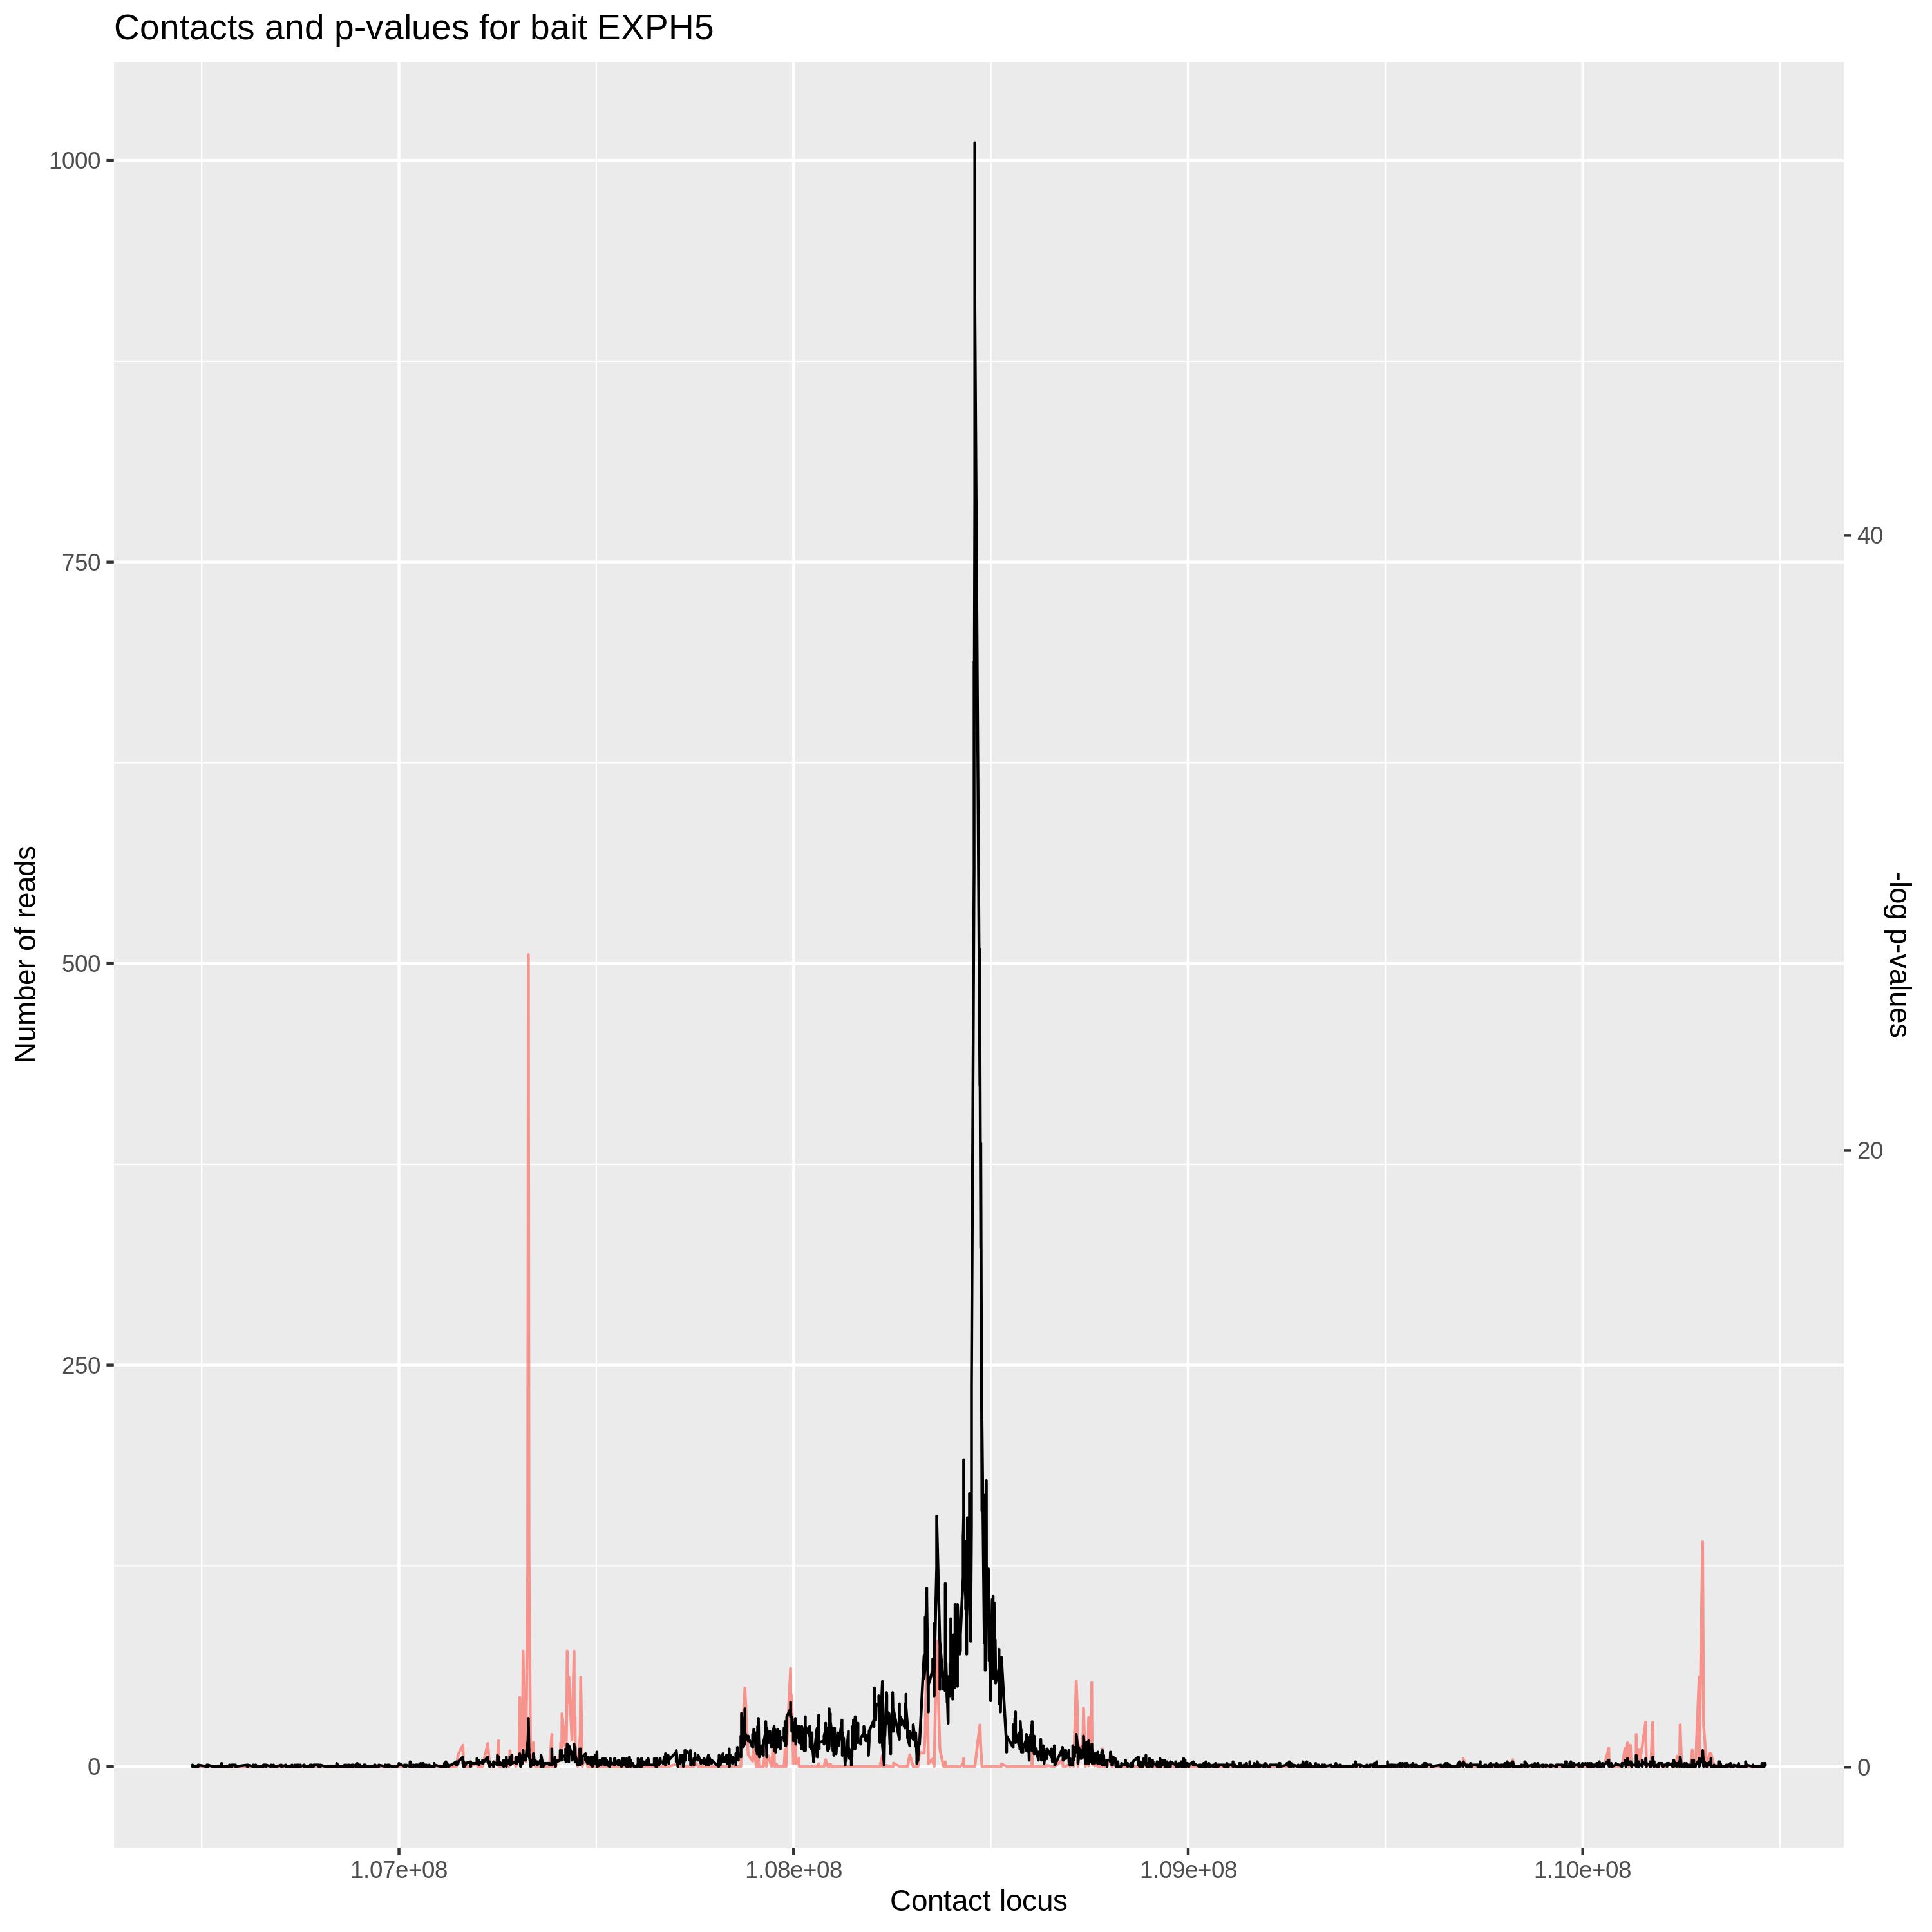 Contacts and p-values for bait EXPH5
1000
750
500
250
0
Number of reads
40
20
0
-log p-values
1.07e+08
1.08e+08
1.09e+08
1.10e+08
Contact locus